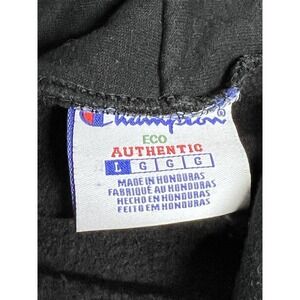 Champion®
ECO
AUTHENTIC
L G G G
MADE IN HONDURAS
FABRIQUÉ AU HONDURAS
HECHO EN HONDURAS
FEITO EM HONDURAS